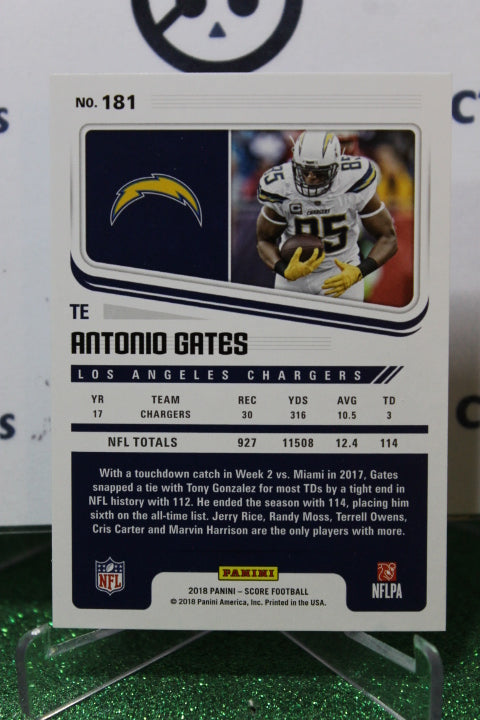 NO. 181
85
CHARGERS
85
TE
ANTONIO GATES
LOS ANGELES CHARGERS
YR TEAM REC YDS AVG TD
17 CHARGERS 30 316 10.5 3
NFL TOTALS 927 11508 12.4 114
With a touchdown catch in Week 2 vs. Miami in 2017, Gates
snapped a tie with Tony Gonzalez for most TDs by a tight end in
NFL history with 112. He ended the season with 114, placing him
sixth on the all-time list. Jerry Rice, Randy Moss, Terrell Owens,
Cris Carter and Marvin Harrison are the only players with more.
NFL
PANINI
2018 PANINI – SCORE FOOTBALL
© 2018 Panini America, Inc. Printed in the USA.
NFLPA